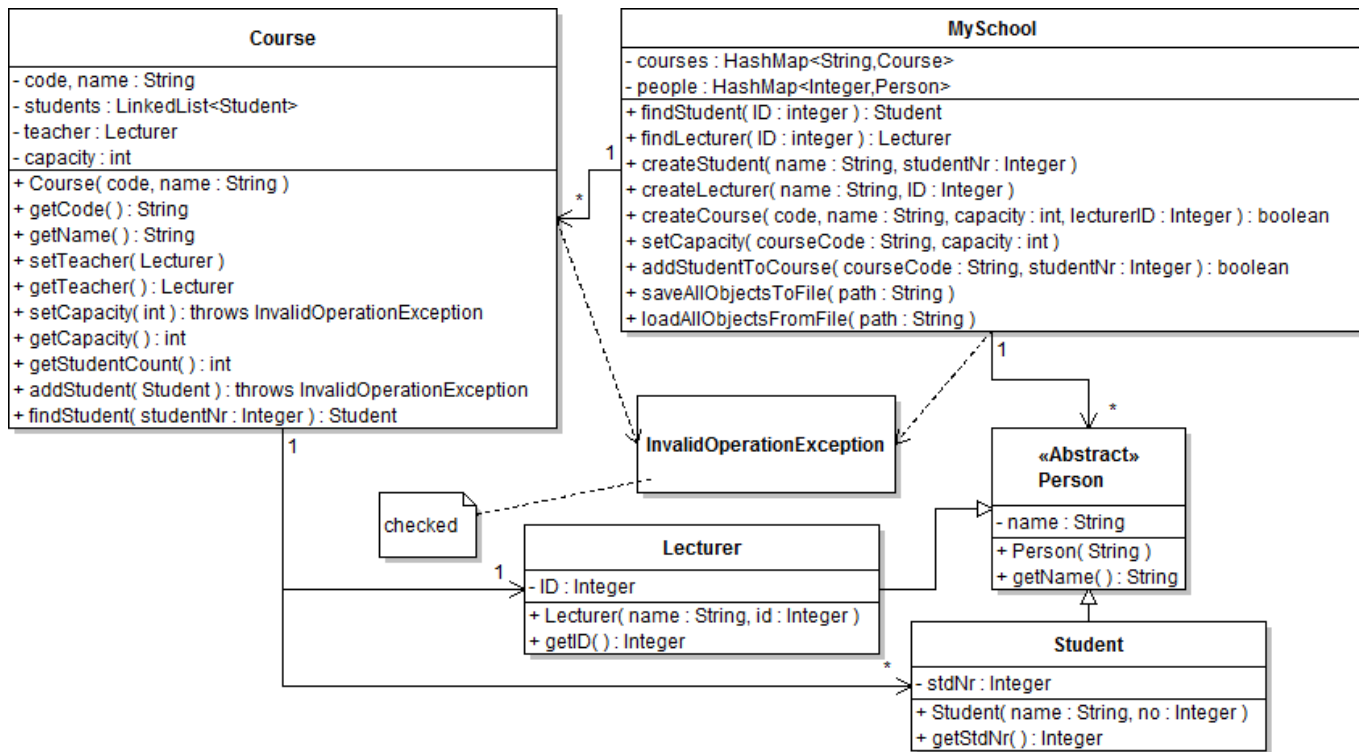 Course
- code, name : String
- students : LinkedList<Student>
- teacher : Lecturer
- capacity : int
+ Course( code, name : String )
+ getCode( ) : String
+ getName( ) : String
+ setTeacher( Lecturer )
+ getTeacher( ) : Lecturer
+ setCapacity( int ) : throws InvalidOperationException
+ getCapacity( ) : int
+ getStudentCount( ) : int
+ addStudent( Student ) : throws InvalidOperationException
+ findStudent( studentNr : Integer ) : Student
MySchool
- courses : HashMap<String,Course>
- people : HashMap<Integer,Person>
+ findStudent( ID : integer ) : Student
+ findLecturer( ID : integer ) : Lecturer
+ createStudent( name : String, studentNr : Integer )
+ createLecturer( name : String, ID : Integer )
+ createCourse( code, name : String, capacity : int, lecturerID : Integer ) : boolean
+ setCapacity( courseCode : String, capacity : int )
+ addStudentToCourse( courseCode : String, studentNr : Integer ) : boolean
+ saveAllObjectsToFile( path : String )
+ loadAllObjectsFromFile( path : String )
1
*
1
*
InvalidOperationException
checked
«Abstract»
Person
- name : String
+ Person( String )
+ getName( ) : String
1
1
*
Lecturer
- ID : Integer
+ Lecturer( name : String, id : Integer )
+ getID( ) : Integer
Student
- stdNr : Integer
+ Student( name : String, no : Integer )
+ getStdNr( ) : Integer